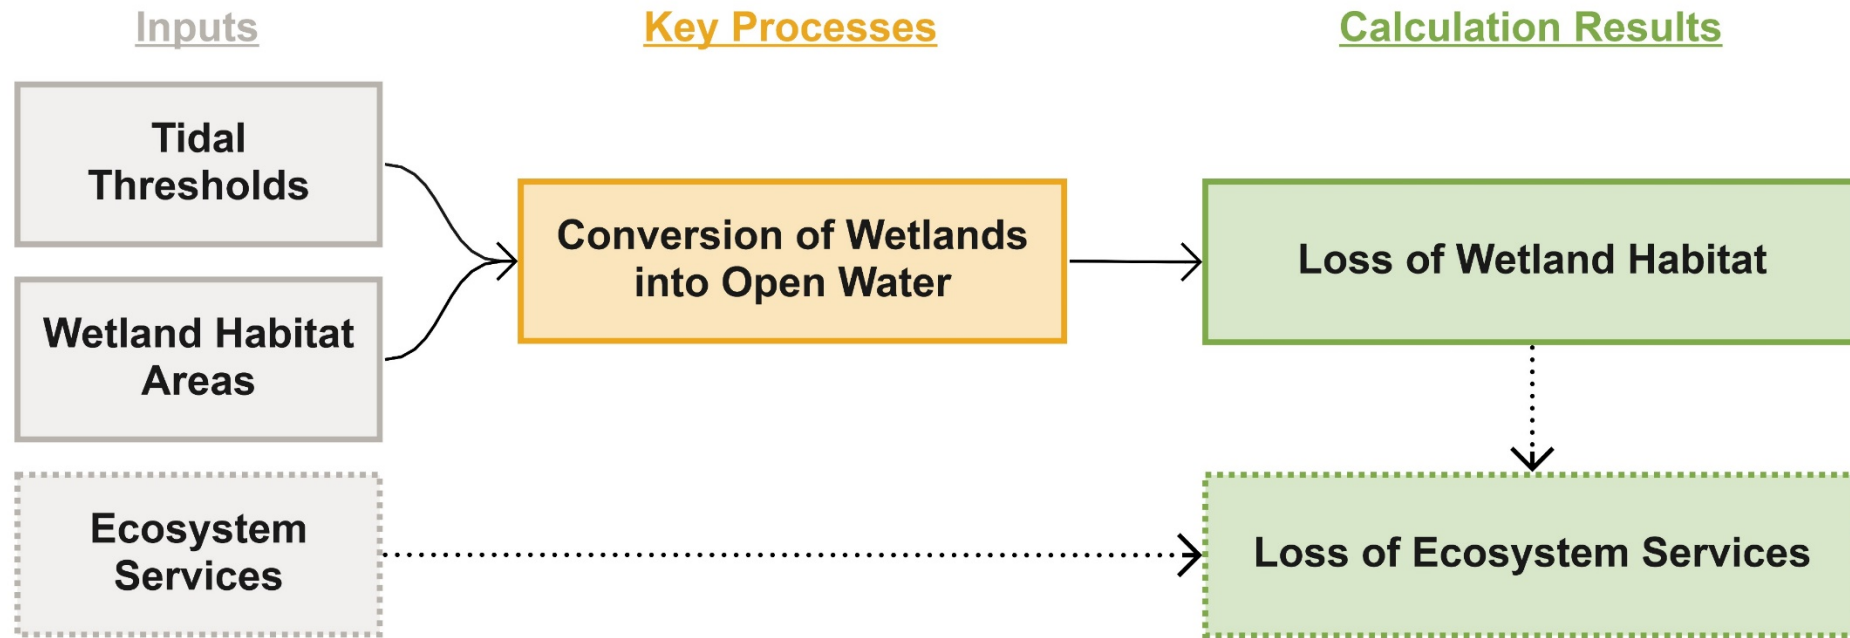 Inputs
Key Processes
Calculation Results
Tidal
Thresholds
Wetland Habitat
Areas
Ecosystem
Services
Conversion of Wetlands
into Open Water
Loss of Wetland Habitat
Loss of Ecosystem Services